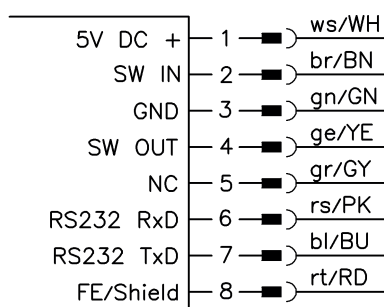 5V DC + 1 ws/WH
SW IN 2 br/BN
GND 3 gn/GN
SW OUT 4 ge/YE
NC 5 gr/GY
RS232 RxD 6 rs/PK
RS232 TxD 7 bl/BU
FE/Shield 8 rt/RD